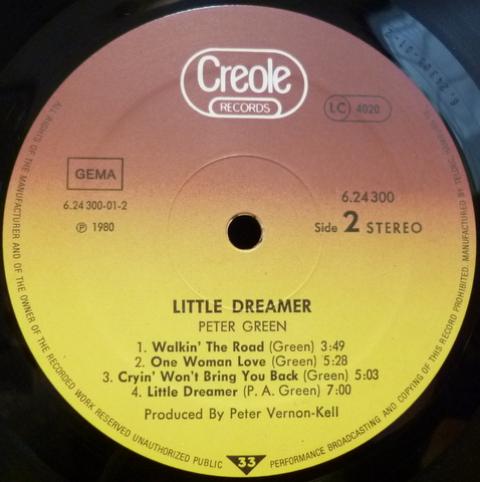 Creole
RECORDS
LC 4020
GEMA
6.24 300-01-2
℗ 1980
6.24 300
Side 2 STEREO
LITTLE DREAMER
PETER GREEN
1. Walkin' The Road (Green) 3:49
2. One Woman Love (Green) 5:28
3. Cryin' Won't Bring You Back (Green) 5:03
4. Little Dreamer (P. A. Green) 7:00
Produced By Peter Vernon-Kell
33
ALL RIGHTS OF THE MANUFACTURER AND OF THE OWNER OF THE RECORDED WORK RESERVED UNAUTHORIZED PUBLIC PERFORMANCE BROADCASTING AND COPYING OF THIS RECORD PROHIBITED. MANUFACTURED BY